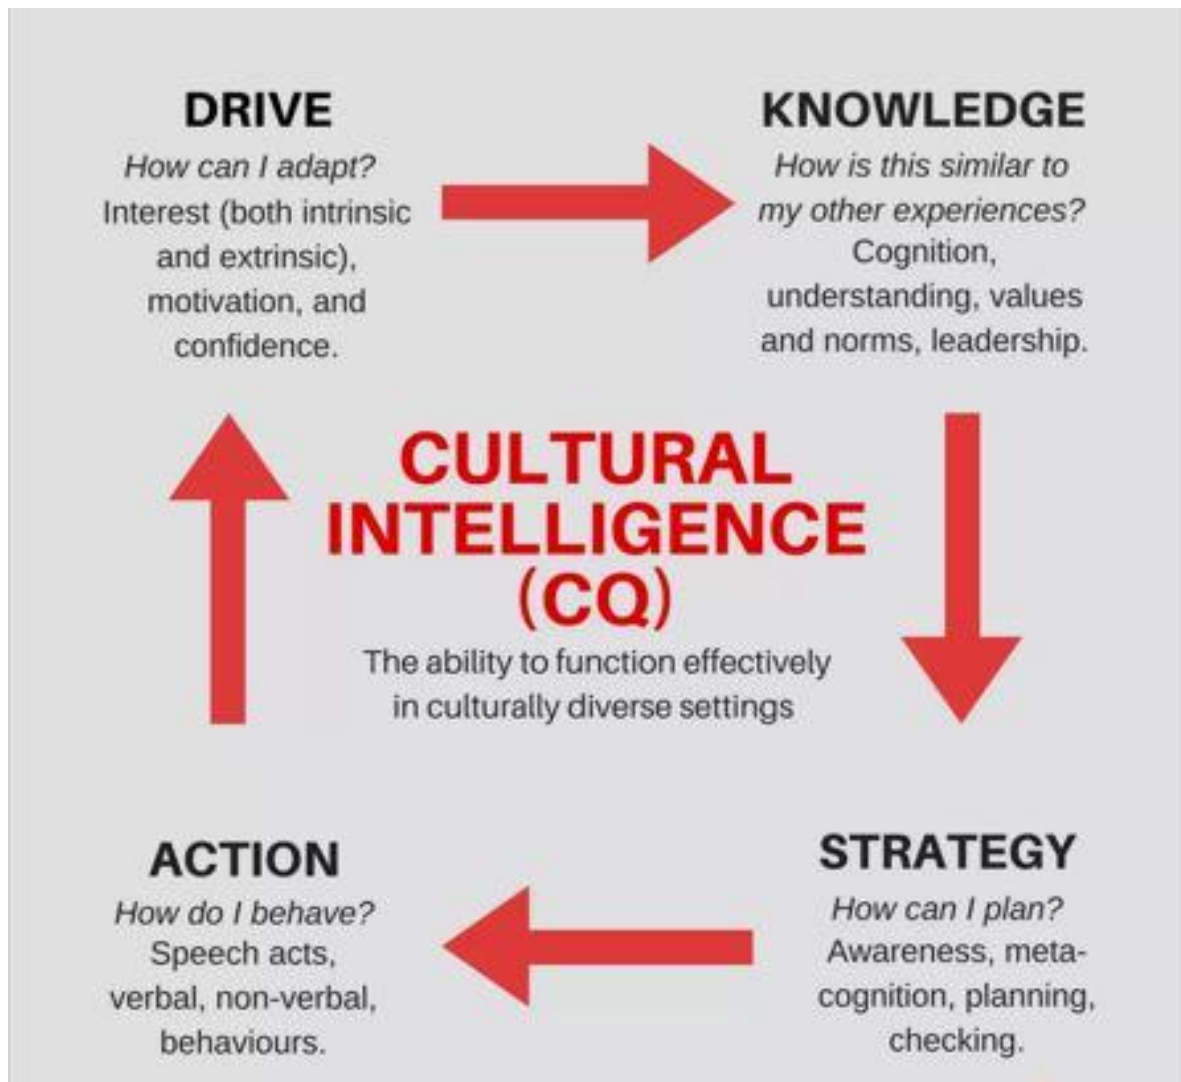 DRIVE
How can I adapt?
Interest (both intrinsic
and extrinsic),
motivation, and
confidence.
KNOWLEDGE
How is this similar to
my other experiences?
Cognition,
understanding, values
and norms, leadership.
CULTURAL
INTELLIGENCE
(CQ)
The ability to function effectively
in culturally diverse settings
ACTION
How do I behave?
Speech acts,
verbal, non-verbal,
behaviours.
STRATEGY
How can I plan?
Awareness, meta-
cognition, planning,
checking.